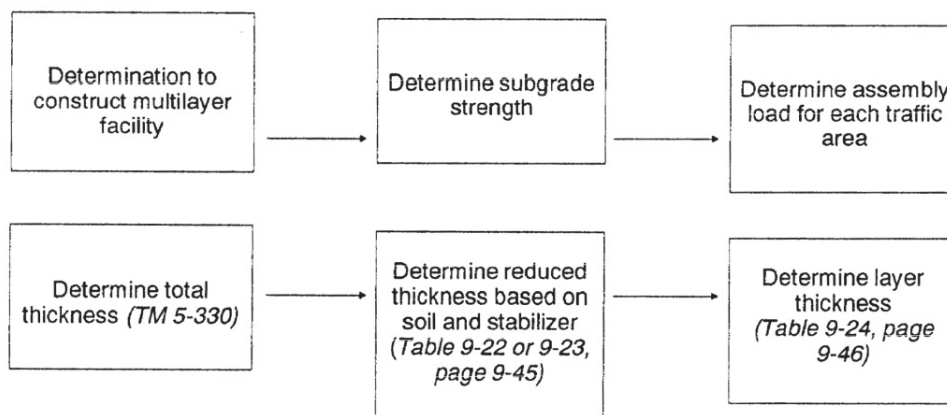 Determination to
construct multilayer
facility
Determine subgrade
strength
Determine assembly
load for each traffic
area
Determine total
thickness (TM 5-330)
Determine reduced
thickness based on
soil and stabilizer
(Table 9-22 or 9-23,
page 9-45)
Determine layer
thickness
(Table 9-24, page
9-46)